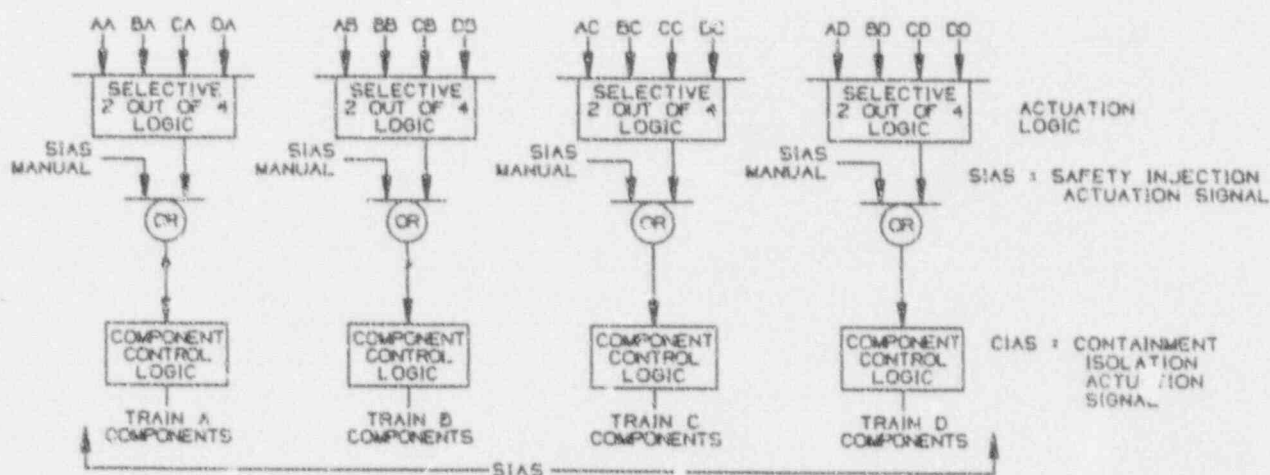 AA BA CA DA AB BB CB DB AC BC CC DC AD BD CD DD
SELECTIVE 2 OUT OF 4 LOGIC
SELECTIVE 2 OUT OF 4 LOGIC
SELECTIVE 2 OUT OF 4 LOGIC
SELECTIVE 2 OUT OF 4 LOGIC
ACTUATION
LOGIC
SIAS
MANUAL
SIAS
MANUAL
SIAS
MANUAL
SIAS
MANUAL
SIAS : SAFETY INJECTION
ACTUATION SIGNAL
OR OR OR OR
COMPONENT CONTROL LOGIC
COMPONENT CONTROL LOGIC
COMPONENT CONTROL LOGIC
COMPONENT CONTROL LOGIC
CIAS : CONTAINMENT
ISOLATION
ACTUATION
SIGNAL
TRAIN A
COMPONENTS
TRAIN B
COMPONENTS
TRAIN C
COMPONENTS
TRAIN D
COMPONENTS
SIAS